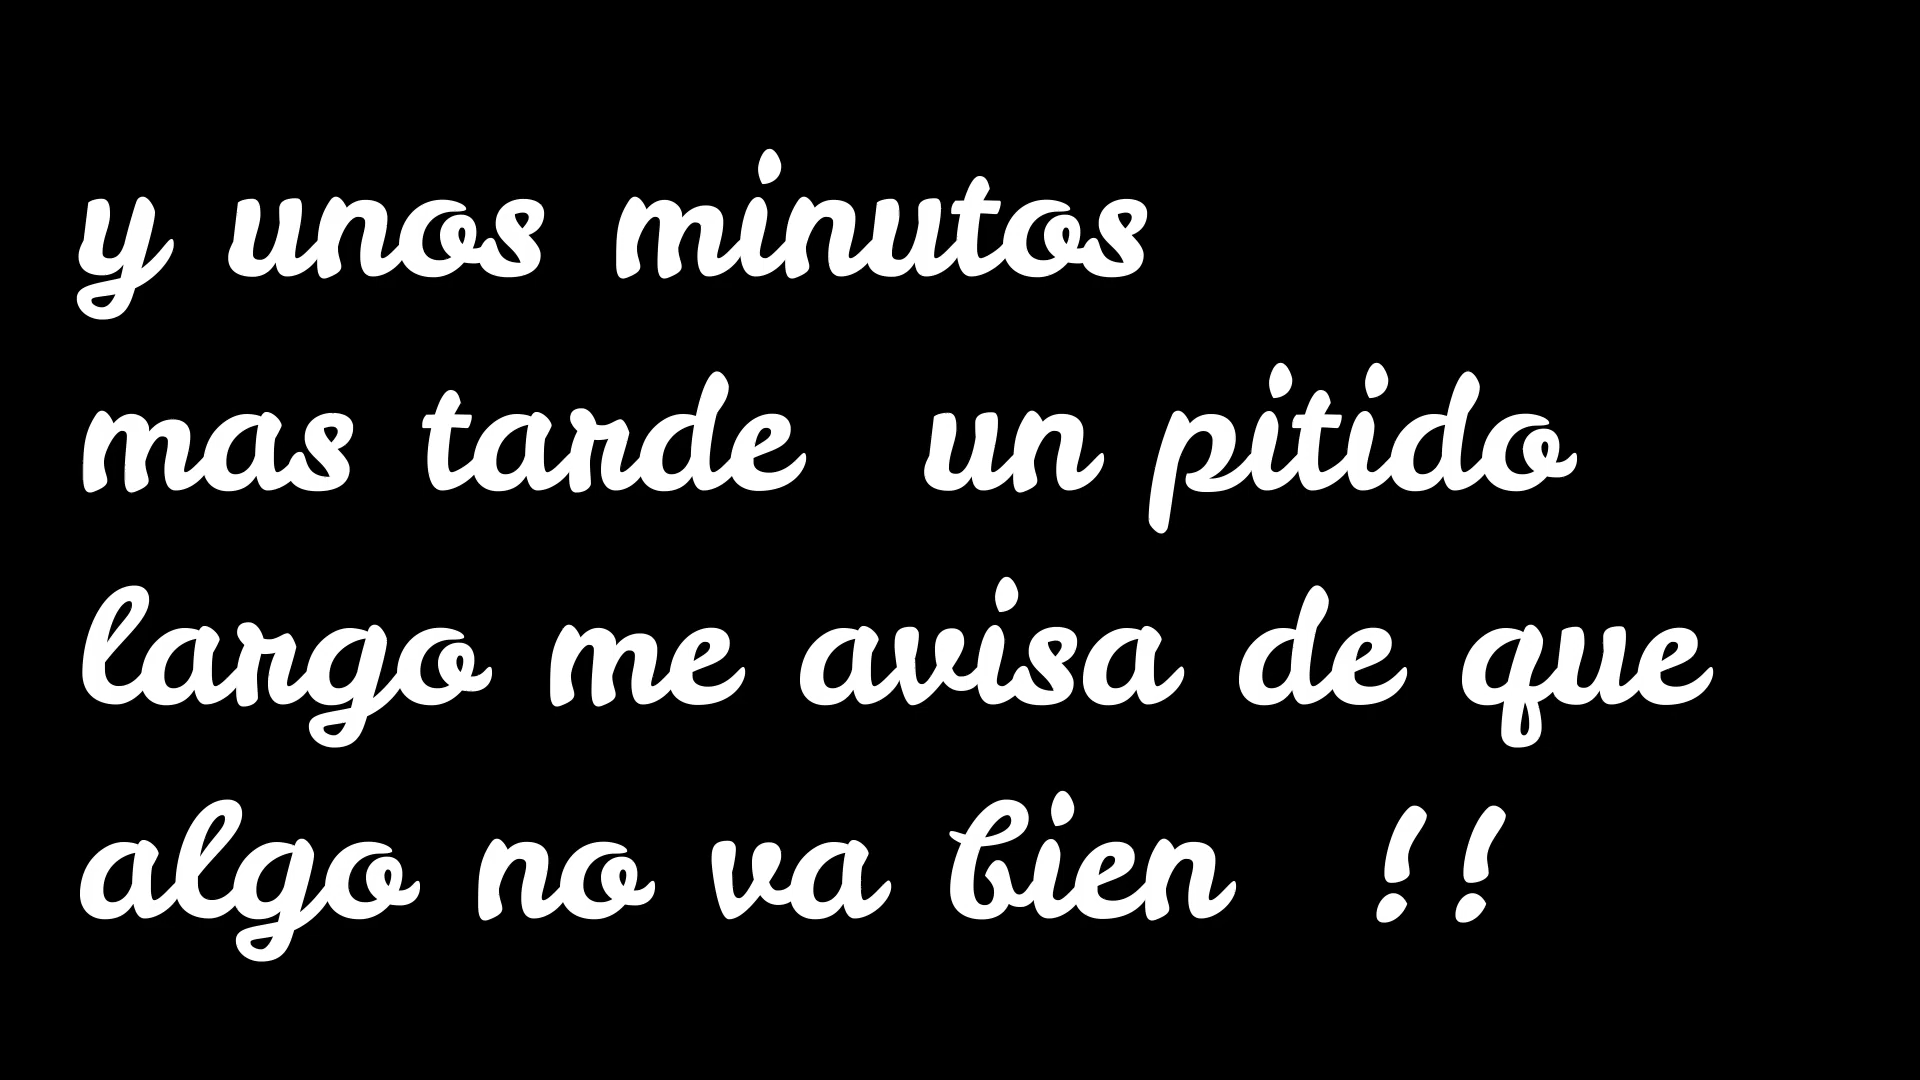 y unos minutos
mas tarde  un pitido
largo me avisa de que
algo no va bien  !!